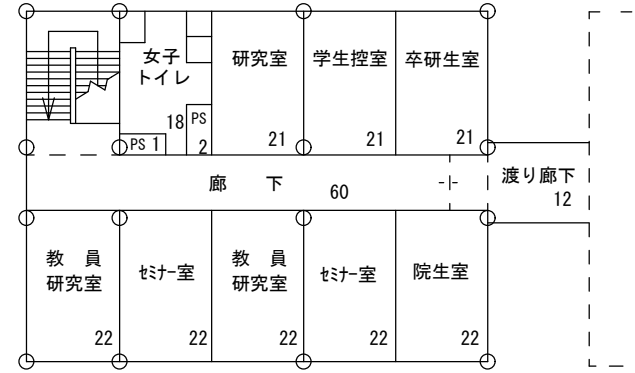 女子
トイレ
18
PS
2
PS 1
研究室
21
学生控室
21
卒研生室
21
廊 下
60
渡り廊下
12
教 員
研究室
22
ｾﾐﾅｰ室
22
教 員
研究室
22
ｾﾐﾅｰ室
22
院生室
22